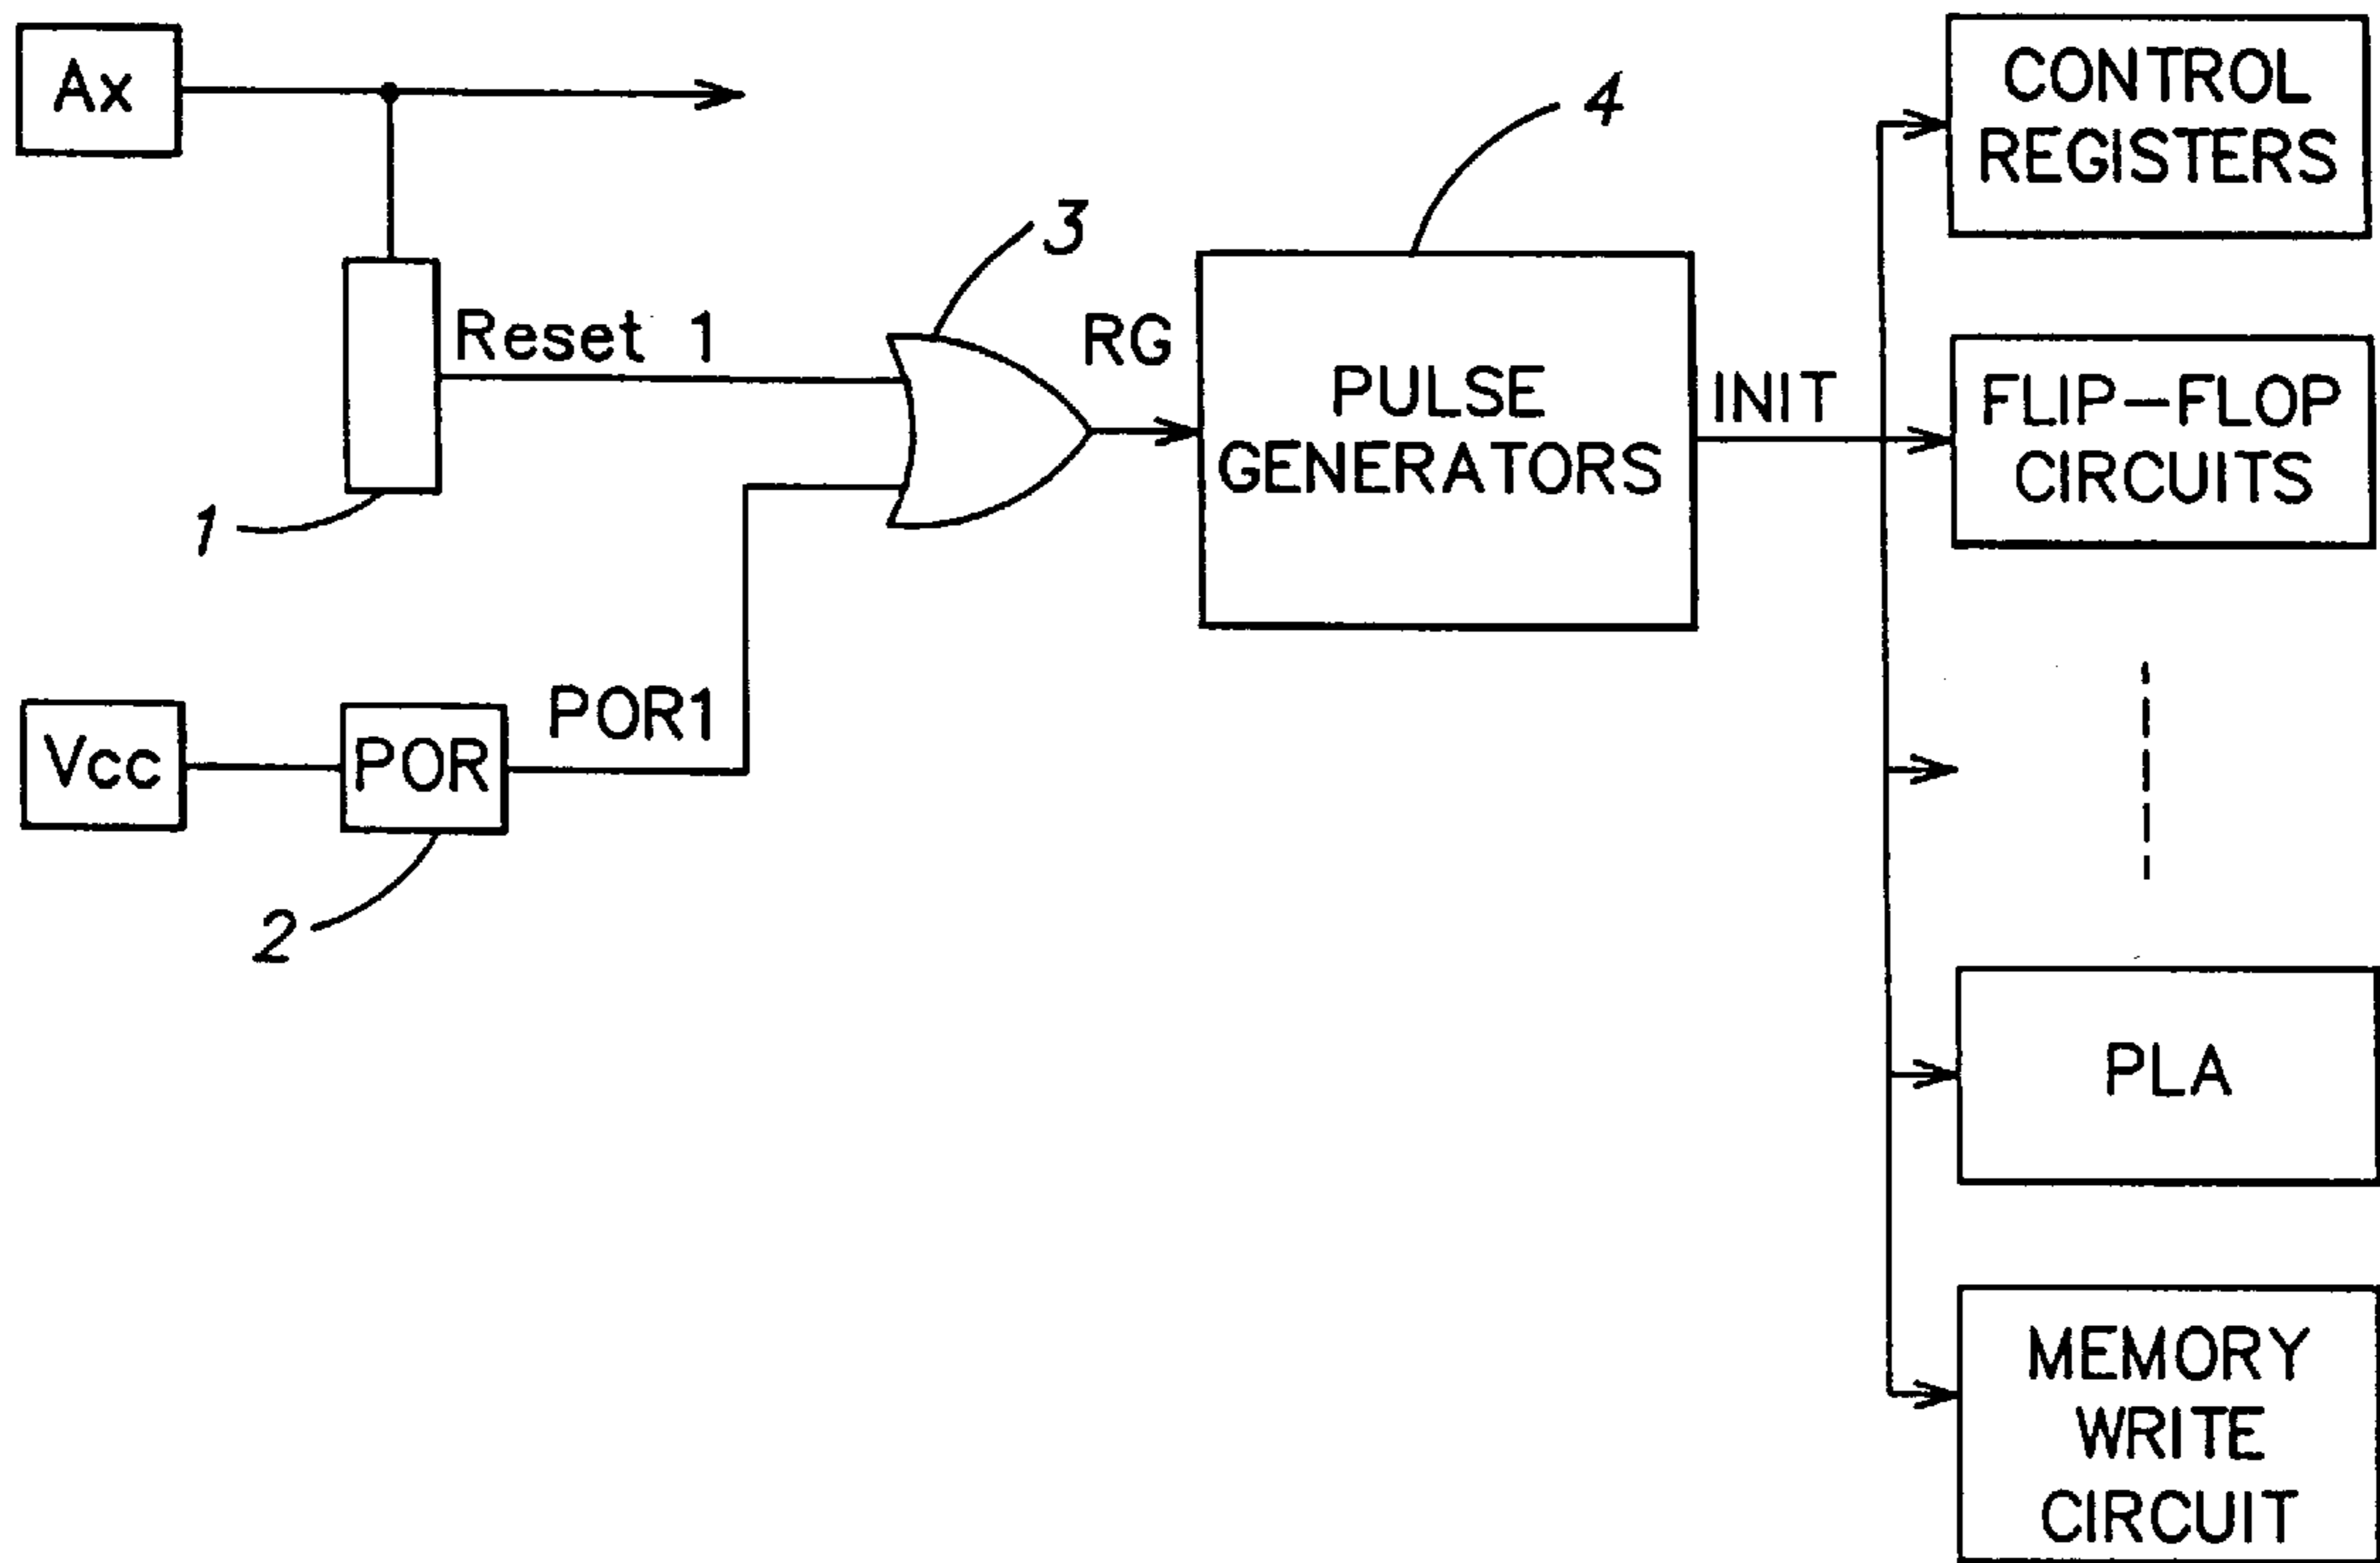 Ax
CONTROL
REGISTERS
4
3
Reset 1
RG
PULSE
GENERATORS
INIT
FLIP-FLOP
CIRCUITS
1
Vcc
POR
POR1
2
PLA
MEMORY
WRITE
CIRCUIT